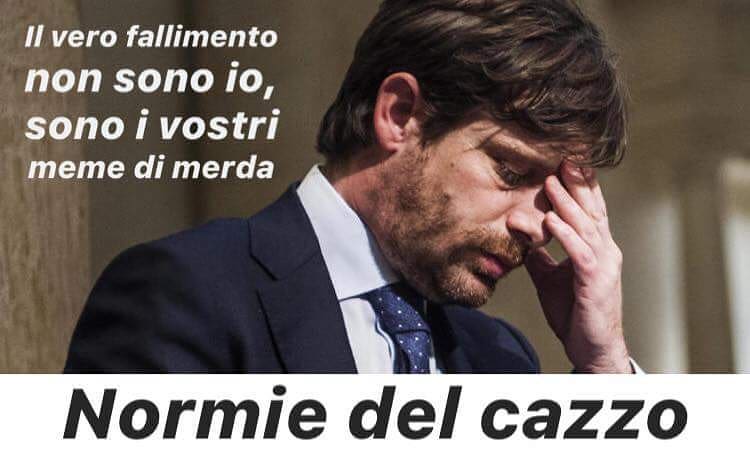 Il vero fallimento
non sono io,
sono i vostri
meme di merda
Normie del cazzo